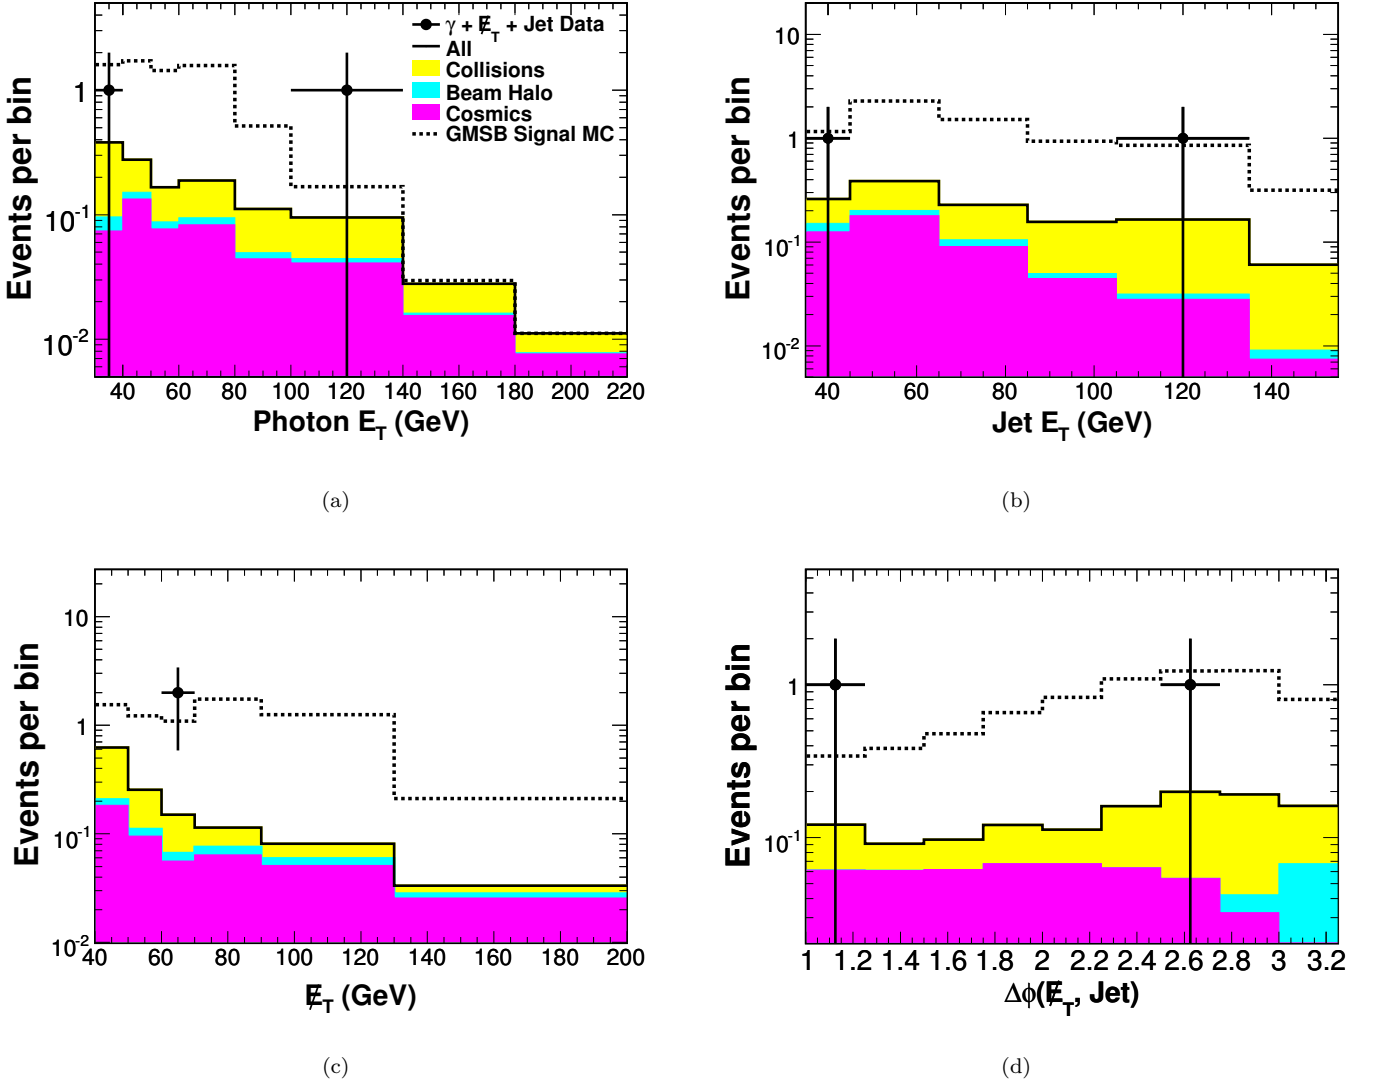 γ + E̸_T + Jet Data
All
Collisions
Beam Halo
Cosmics
GMSB Signal MC
Events per bin
1
10^-1
10^-2
40 60 80 100 120 140 160 180 200 220
Photon E_T (GeV)
(a)
Events per bin
10
1
10^-1
10^-2
40 60 80 100 120 140
Jet E_T (GeV)
(b)
Events per bin
10
1
10^-1
10^-2
40 60 80 100 120 140 160 180 200
E̸_T (GeV)
(c)
Events per bin
1
10^-1
1 1.2 1.4 1.6 1.8 2 2.2 2.4 2.6 2.8 3 3.2
Δϕ(E̸_T, Jet)
(d)